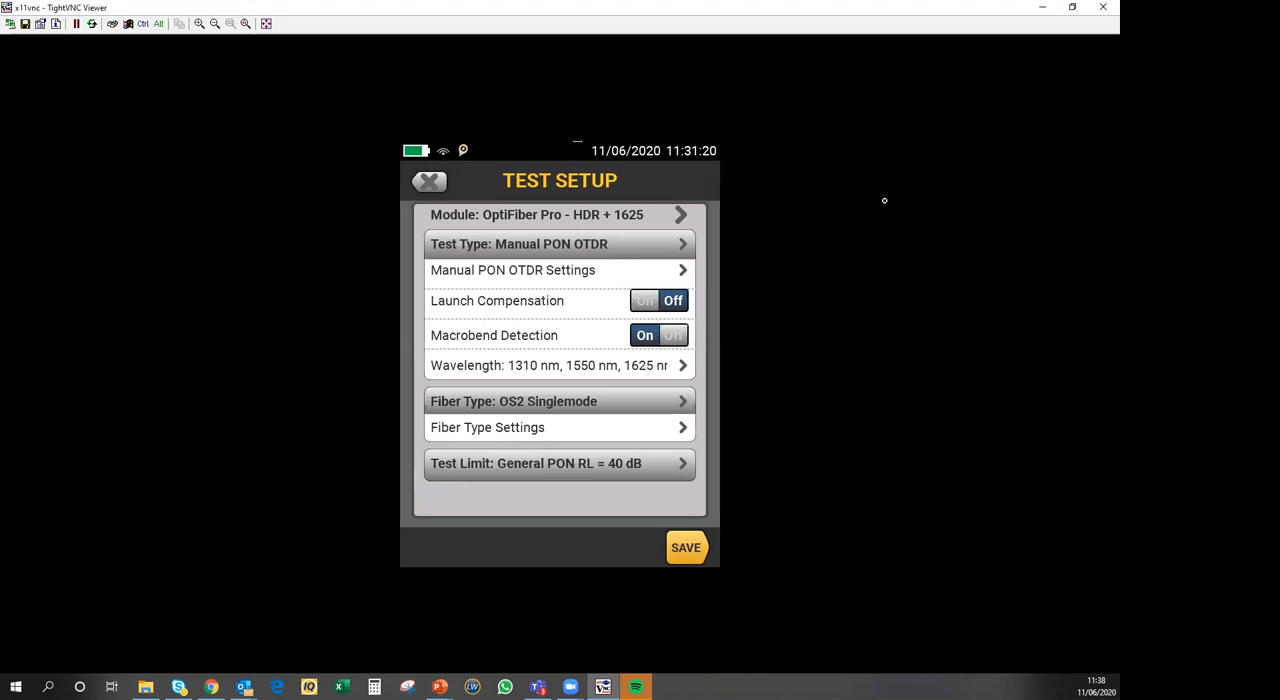 x11vnc - TightVNC Viewer
Ctrl Alt
11/06/2020 11:31:20
TEST SETUP
Module: OptiFiber Pro - HDR + 1625
Test Type: Manual PON OTDR
Manual PON OTDR Settings
Launch Compensation On Off
Macrobend Detection On Off
Wavelength: 1310 nm, 1550 nm, 1625 nr
Fiber Type: OS2 Singlemode
Fiber Type Settings
Test Limit: General PON RL = 40 dB
SAVE
11:38
11/06/2020